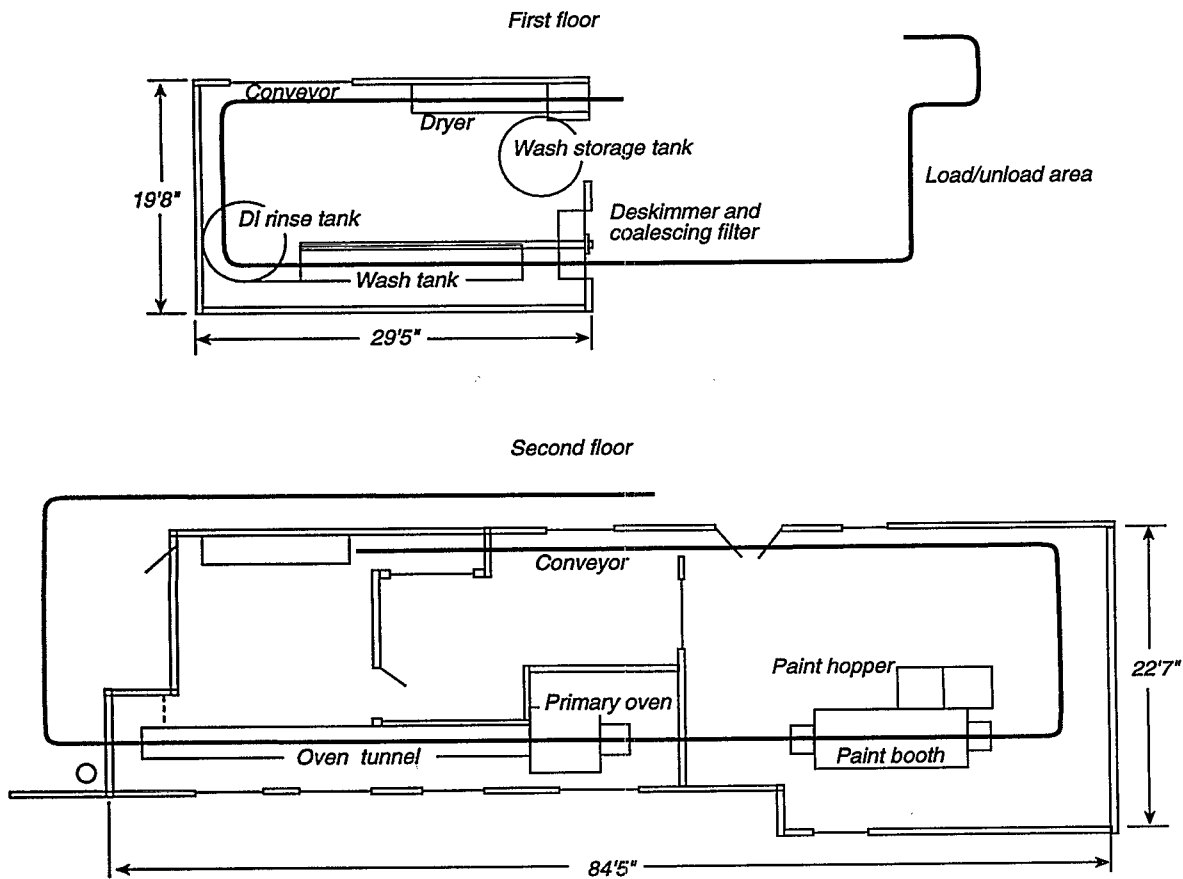 First floor
Conveyor
Dryer
Wash storage tank
Load/unload area
19'8"
DI rinse tank
Deskimmer and
coalescing filter
Wash tank
29'5"
Second floor
Conveyor
Paint hopper
22'7"
Primary oven
Oven tunnel
Paint booth
84'5"